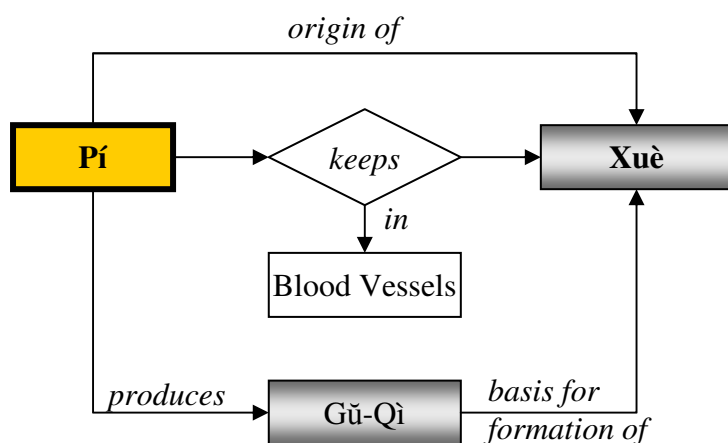 origin of
Pí
keeps
Xuè
in
Blood Vessels
produces
Gŭ-Qì
basis for
formation of